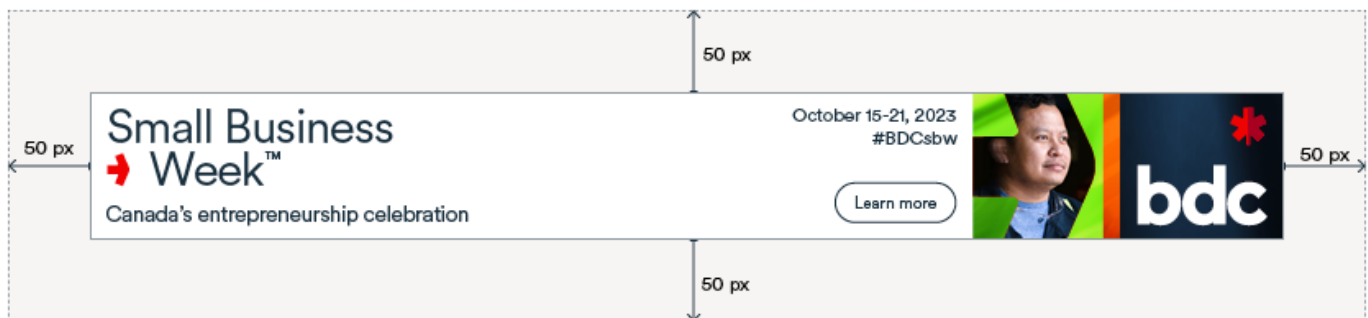 50 px
Small Business
Week™
Canada's entrepreneurship celebration
October 15-21, 2023
#BDCsbw
Learn more
bdc
50 px
50 px
50 px